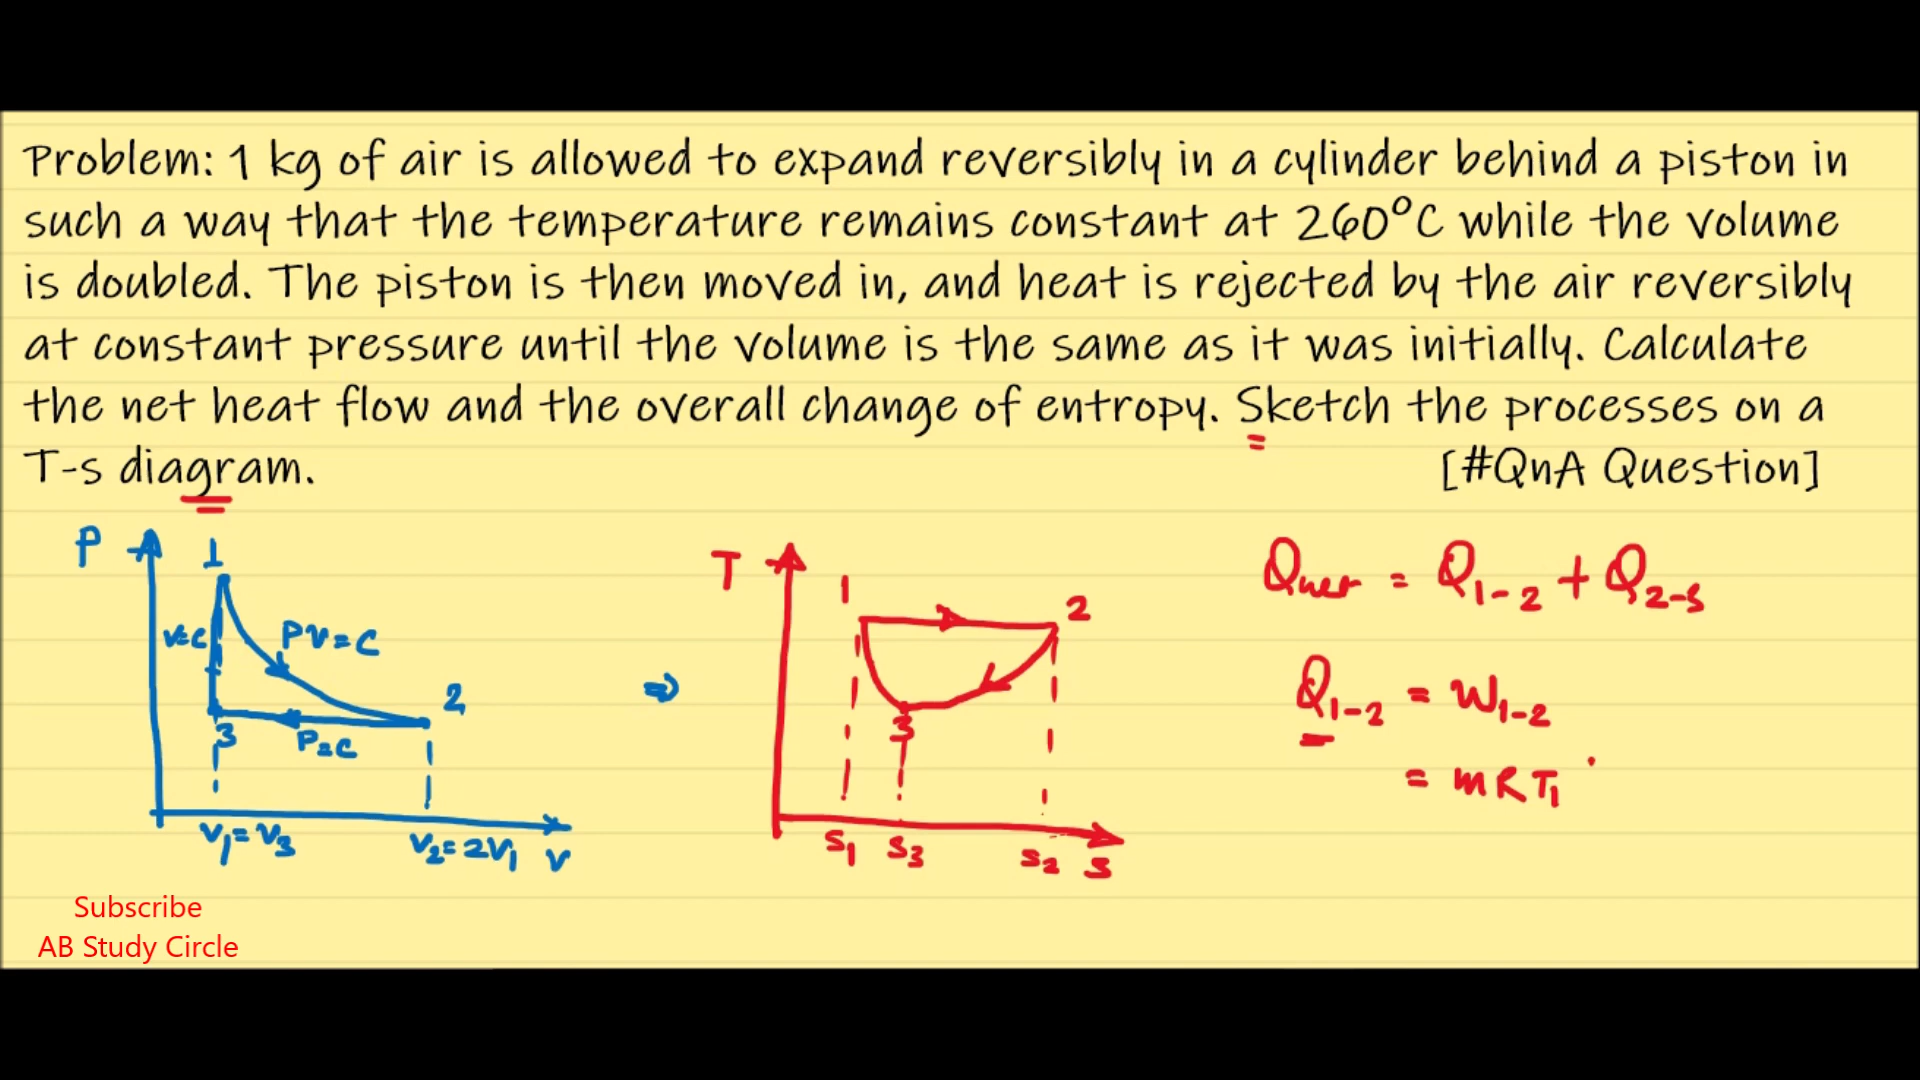 Problem: 1 kg of air is allowed to expand reversibly in a cylinder behind a piston in
such a way that the temperature remains constant at 260°C while the volume
is doubled. The piston is then moved in, and heat is rejected by the air reversibly
at constant pressure until the volume is the same as it was initially. Calculate
the net heat flow and the overall change of entropy. Sketch the processes on a
T-s diagram. [#QnA Question]
P
1
v=c
Pv=c
2
3
P=c
v₁=v₃
v₂=2v₁
v
⇒
T
1
2
3
s₁
s₃
s₂
s
Qnet = Q₁₋₂ + Q₂₋₃
Q₁₋₂ = W₁₋₂
= mRT₁
Subscribe
AB Study Circle